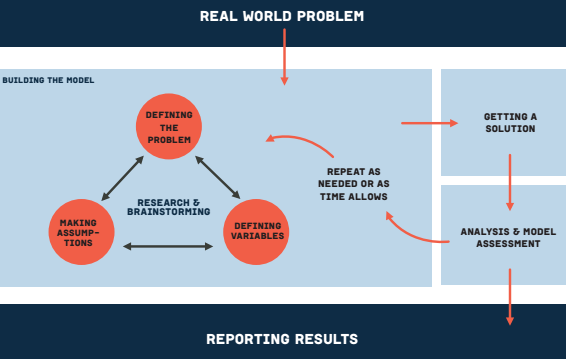 REAL WORLD PROBLEM
BUILDING THE MODEL
DEFINING
THE
PROBLEM
GETTING A
SOLUTION
REPEAT AS
NEEDED OR AS
TIME ALLOWS
RESEARCH &
BRAINSTORMING
MAKING
ASSUMP-
TIONS
DEFINING
VARIABLES
ANALYSIS & MODEL
ASSESSMENT
REPORTING RESULTS